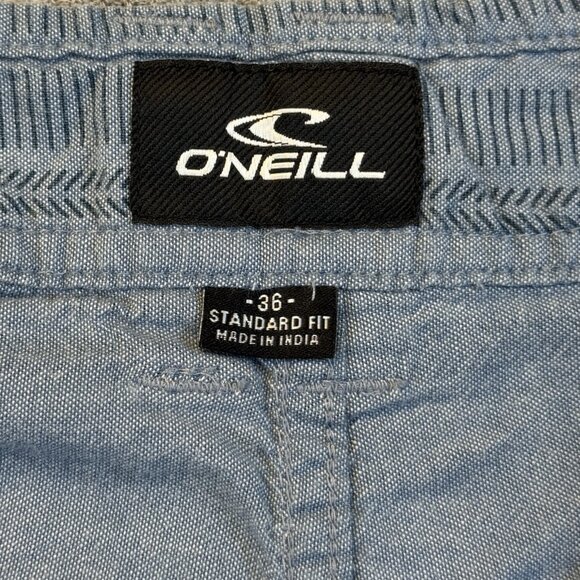 O'NEILL
-36-
STANDARD FIT
MADE IN INDIA